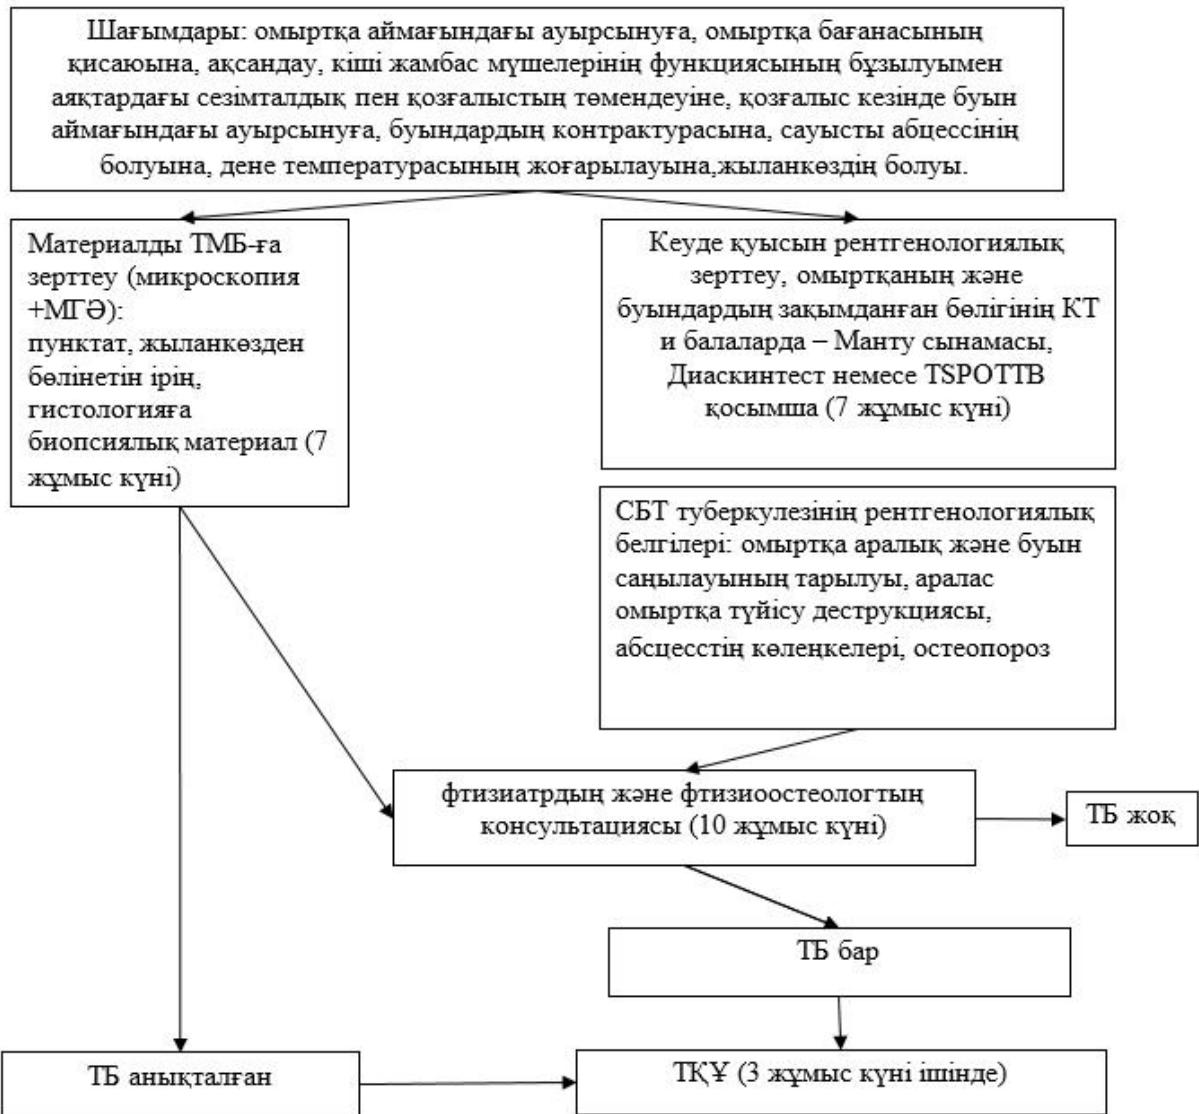 Шағымдары: омыртқа аймағындағы ауырсынуға, омыртқа бағанасының
қисаюына, ақсандау, кіші жамбас мүшелерінің функциясының бұзылуымен
аяқтардағы сезімталдық пен қозғалыстың төмендеуіне, қозғалыс кезінде буын
аймағындағы ауырсынуға, буындардың контрактурасына, сауысты абцессінің
болуына, дене температурасының жоғарылауына,жыланкөздің болуы.
Материалды ТМБ-ға
зерттеу (микроскопия
+МГӘ):
пунктат, жыланкөзден
бөлінетін ірің,
гистологияға
биопсиялық материал (7
жұмыс күні)
Кеуде қуысын рентгенологиялық
зерттеу, омыртқаның және
буындардың зақымданған бөлігінің КТ
и балаларда – Манту сынамасы,
Диаскинтест немесе TSPOTTB
қосымша (7 жұмыс күні)
СБТ туберкулезінің рентгенологиялық
белгілері: омыртқа аралық және буын
саңылауының тарылуы, аралас
омыртқа түйісу деструкциясы,
абсцесстің көлеңкелері, остеопороз
фтизиатрдың және фтизиоостеологтың
консультациясы (10 жұмыс күні)
ТБ жоқ
ТБ бар
ТБ анықталған
ТҚҰ (3 жұмыс күні ішінде)